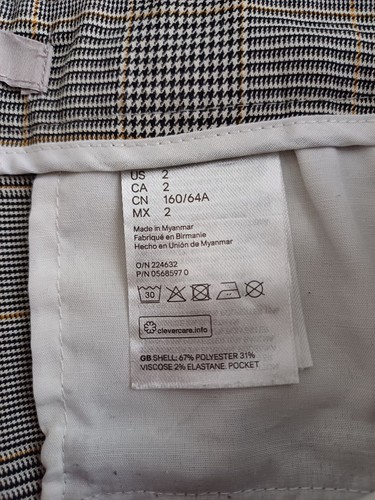 US 2
CA 2
CN 160/64A
MX 2
Made in Myanmar
Fabriqué en Birmanie
Hecho en Unión de Myanmar
O/N 224632
P/N 0568597 0
30
clevercare.info
GB SHELL: 67% POLYESTER 31%
VISCOSE 2% ELASTANE. POCKET